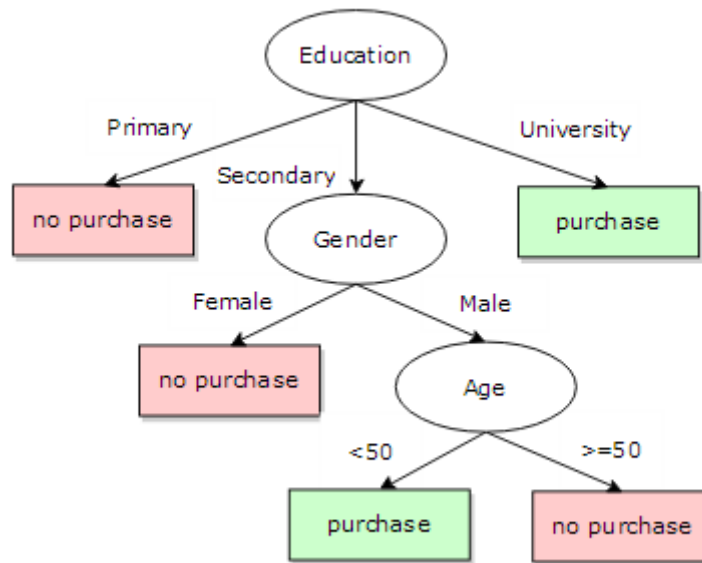 Education
Primary
University
Secondary
no purchase
purchase
Gender
Female
Male
no purchase
Age
<50
>=50
purchase
no purchase